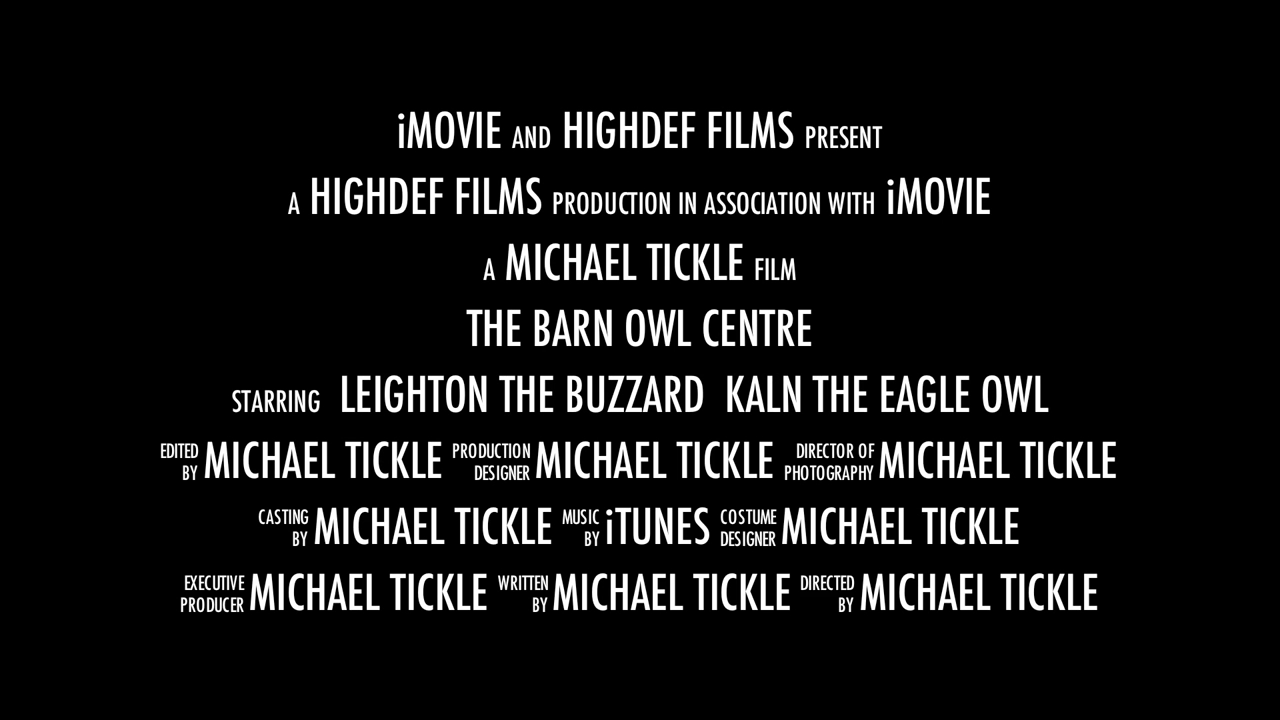 iMOVIE AND HIGHDEF FILMS PRESENT
A HIGHDEF FILMS PRODUCTION IN ASSOCIATION WITH iMOVIE
A MICHAEL TICKLE FILM
THE BARN OWL CENTRE
STARRING LEIGHTON THE BUZZARD KALN THE EAGLE OWL
EDITED BY MICHAEL TICKLE PRODUCTION DESIGNER MICHAEL TICKLE DIRECTOR OF PHOTOGRAPHY MICHAEL TICKLE
CASTING BY MICHAEL TICKLE MUSIC BY iTUNES COSTUME DESIGNER MICHAEL TICKLE
EXECUTIVE PRODUCER MICHAEL TICKLE WRITTEN BY MICHAEL TICKLE DIRECTED BY MICHAEL TICKLE